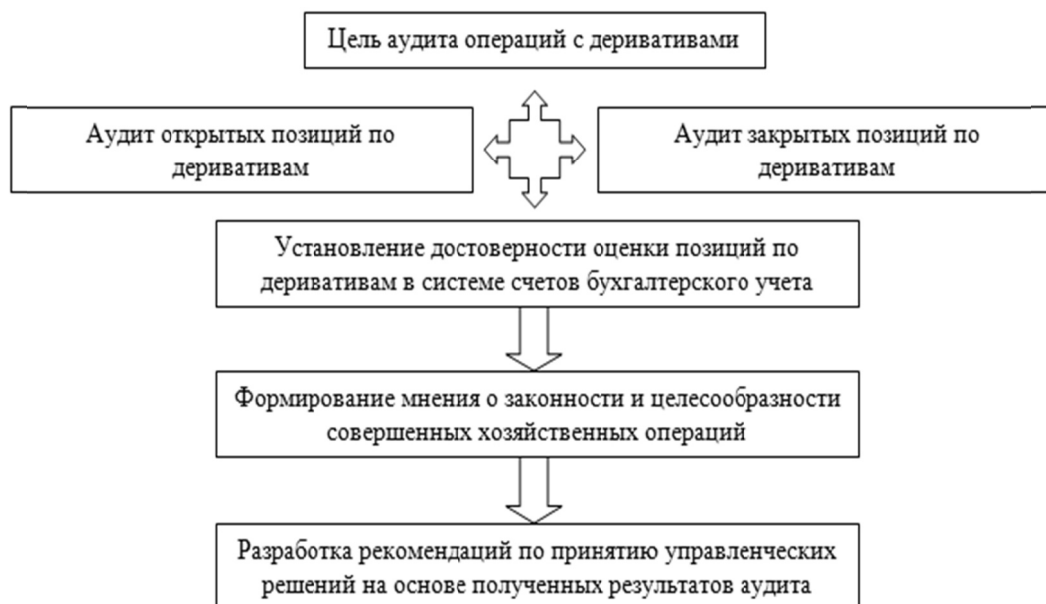 Цель аудита операций с деривативами
Аудит открытых позиций по
деривативам
Аудит закрытых позиций по
деривативам
Установление достоверности оценки позиций по
деривативам в системе счетов бухгалтерского учета
Формирование мнения о законности и целесообразности
совершенных хозяйственных операций
Разработка рекомендаций по принятию управленческих
решений на основе полученных результатов аудита